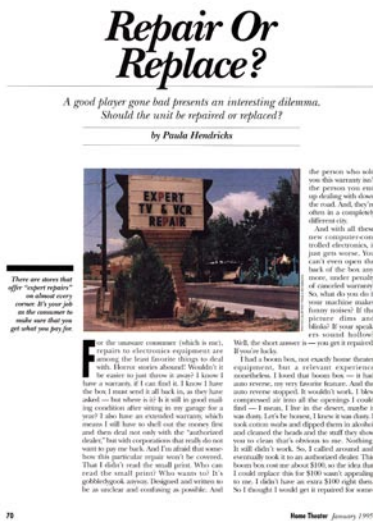 Repair Or
Replace?
A good player gone bad presents an interesting dilemma.
Should the unit be repaired or replaced?
by Paula Hendricks
EXPERT
TV & VCR
REPAIR
There are stores that
offer "expert repairs"
on almost every
corner. It's your job
as the consumer to
make sure that you
get what you pay for.
For the unaware consumer (which is me),
repairs to electronics equipment are
among the least favorite things to deal
with. Horror stories abound! Wouldn't it
be easier to just throw it away? I know I
have a warranty, if I can find it. I know I have
the box I must send it all back in, as they have
asked — but where is it? Is it still in good mail-
ing condition after sitting in my garage for a
year? I also have an extended warranty, which
means I still have to shell out the money first
and then deal not only with the "authorized
dealer," but with corporations that really do not
want to pay me back. And I'm afraid that some-
how this particular repair won't be covered.
That I didn't read the small print. Who can
read the small print? Who wants to? It's
gobbledygook anyway. Designed and written to
be as unclear and confusing as possible. And
the person who sold
you this warranty isn't
the person you end
up dealing with down
the road. And, they're
often in a completely
different city.
And with all these
new computer-con-
trolled electronics, it
just gets worse. You
can't even open the
back of the box any-
more, under penalty
of canceled warranty.
So, what do you do if
your machine makes
funny noises? If the
picture dims and
blinks? If your speak-
ers sound hollow?
Well, the short answer is — you get it repaired.
If you're lucky.
I had a boom box, not exactly home theater
equipment, but a relevant experience
nonetheless. I loved that boom box — it had
auto reverse, my very favorite feature. And the
auto reverse stopped. It wouldn't work. I blew
compressed air into all the openings I could
find — I mean, I live in the desert, maybe it
was dusty. Let's be honest, I knew it was dusty. I
took cotton swabs and dipped them in alcohol
and cleaned the heads and the stuff they show
you to clean that's obvious to me. Nothing.
It still didn't work. So, I called around and
eventually took it to an authorized dealer. This
boom box cost me about $100, so the idea that
I could replace this for $100 wasn't appealing
to me. I didn't have an extra $100 right then.
So I thought I would get it repaired for some-
70
Home Theater January 1995